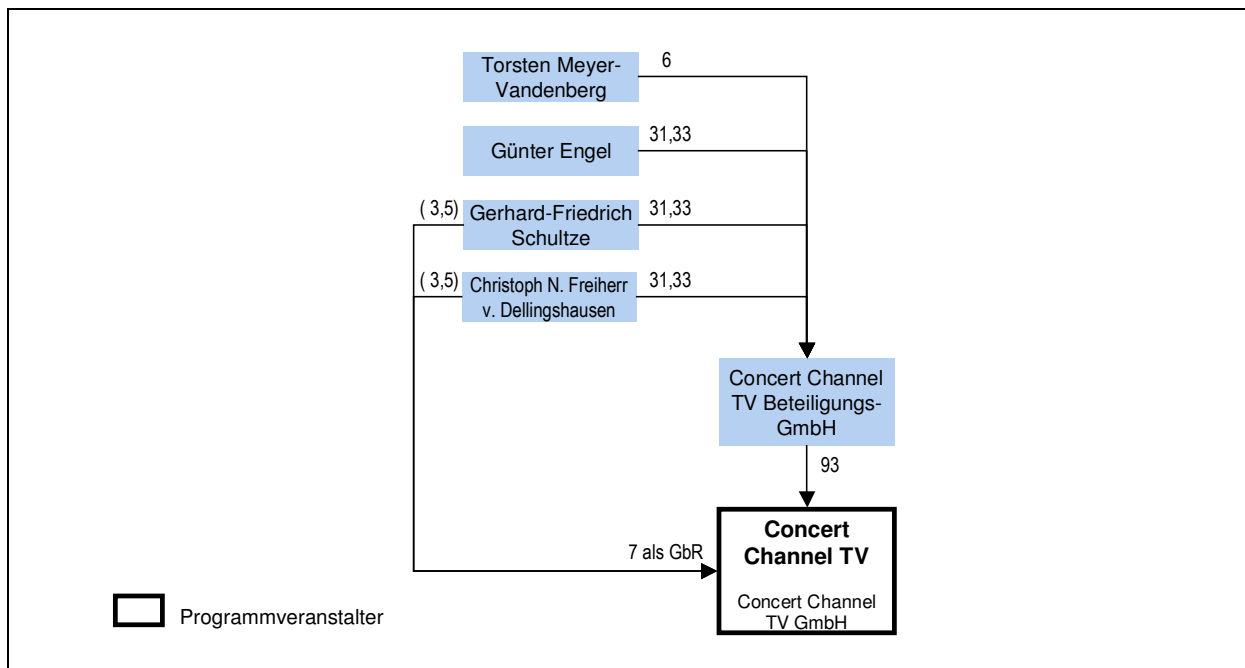 Torsten Meyer-
Vandenberg
6
Günter Engel
31,33
( 3,5)
Gerhard-Friedrich
Schultze
31,33
( 3,5)
Christoph N. Freiherr
v. Dellingshausen
31,33
Concert Channel
TV Beteiligungs-
GmbH
93
7 als GbR
Concert
Channel TV
Concert Channel
TV GmbH
Programmveranstalter